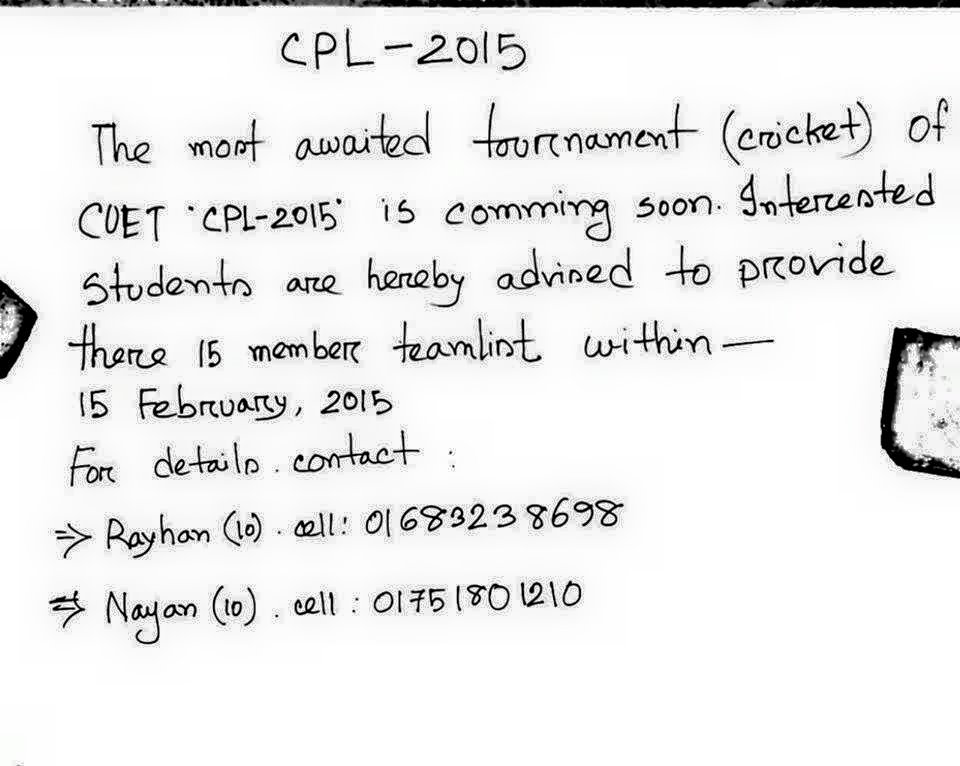 CPL-2015
The most awaited tournament (cricket) of
CUET 'CPL-2015' is comming soon. Interested
students are hereby advised to provide
there 15 member teamlist within —
15 February, 2015
For details. contact :
⇒ Rayhan (10). cell: 01683238698
⇒ Nayan (10). cell : 01751801210